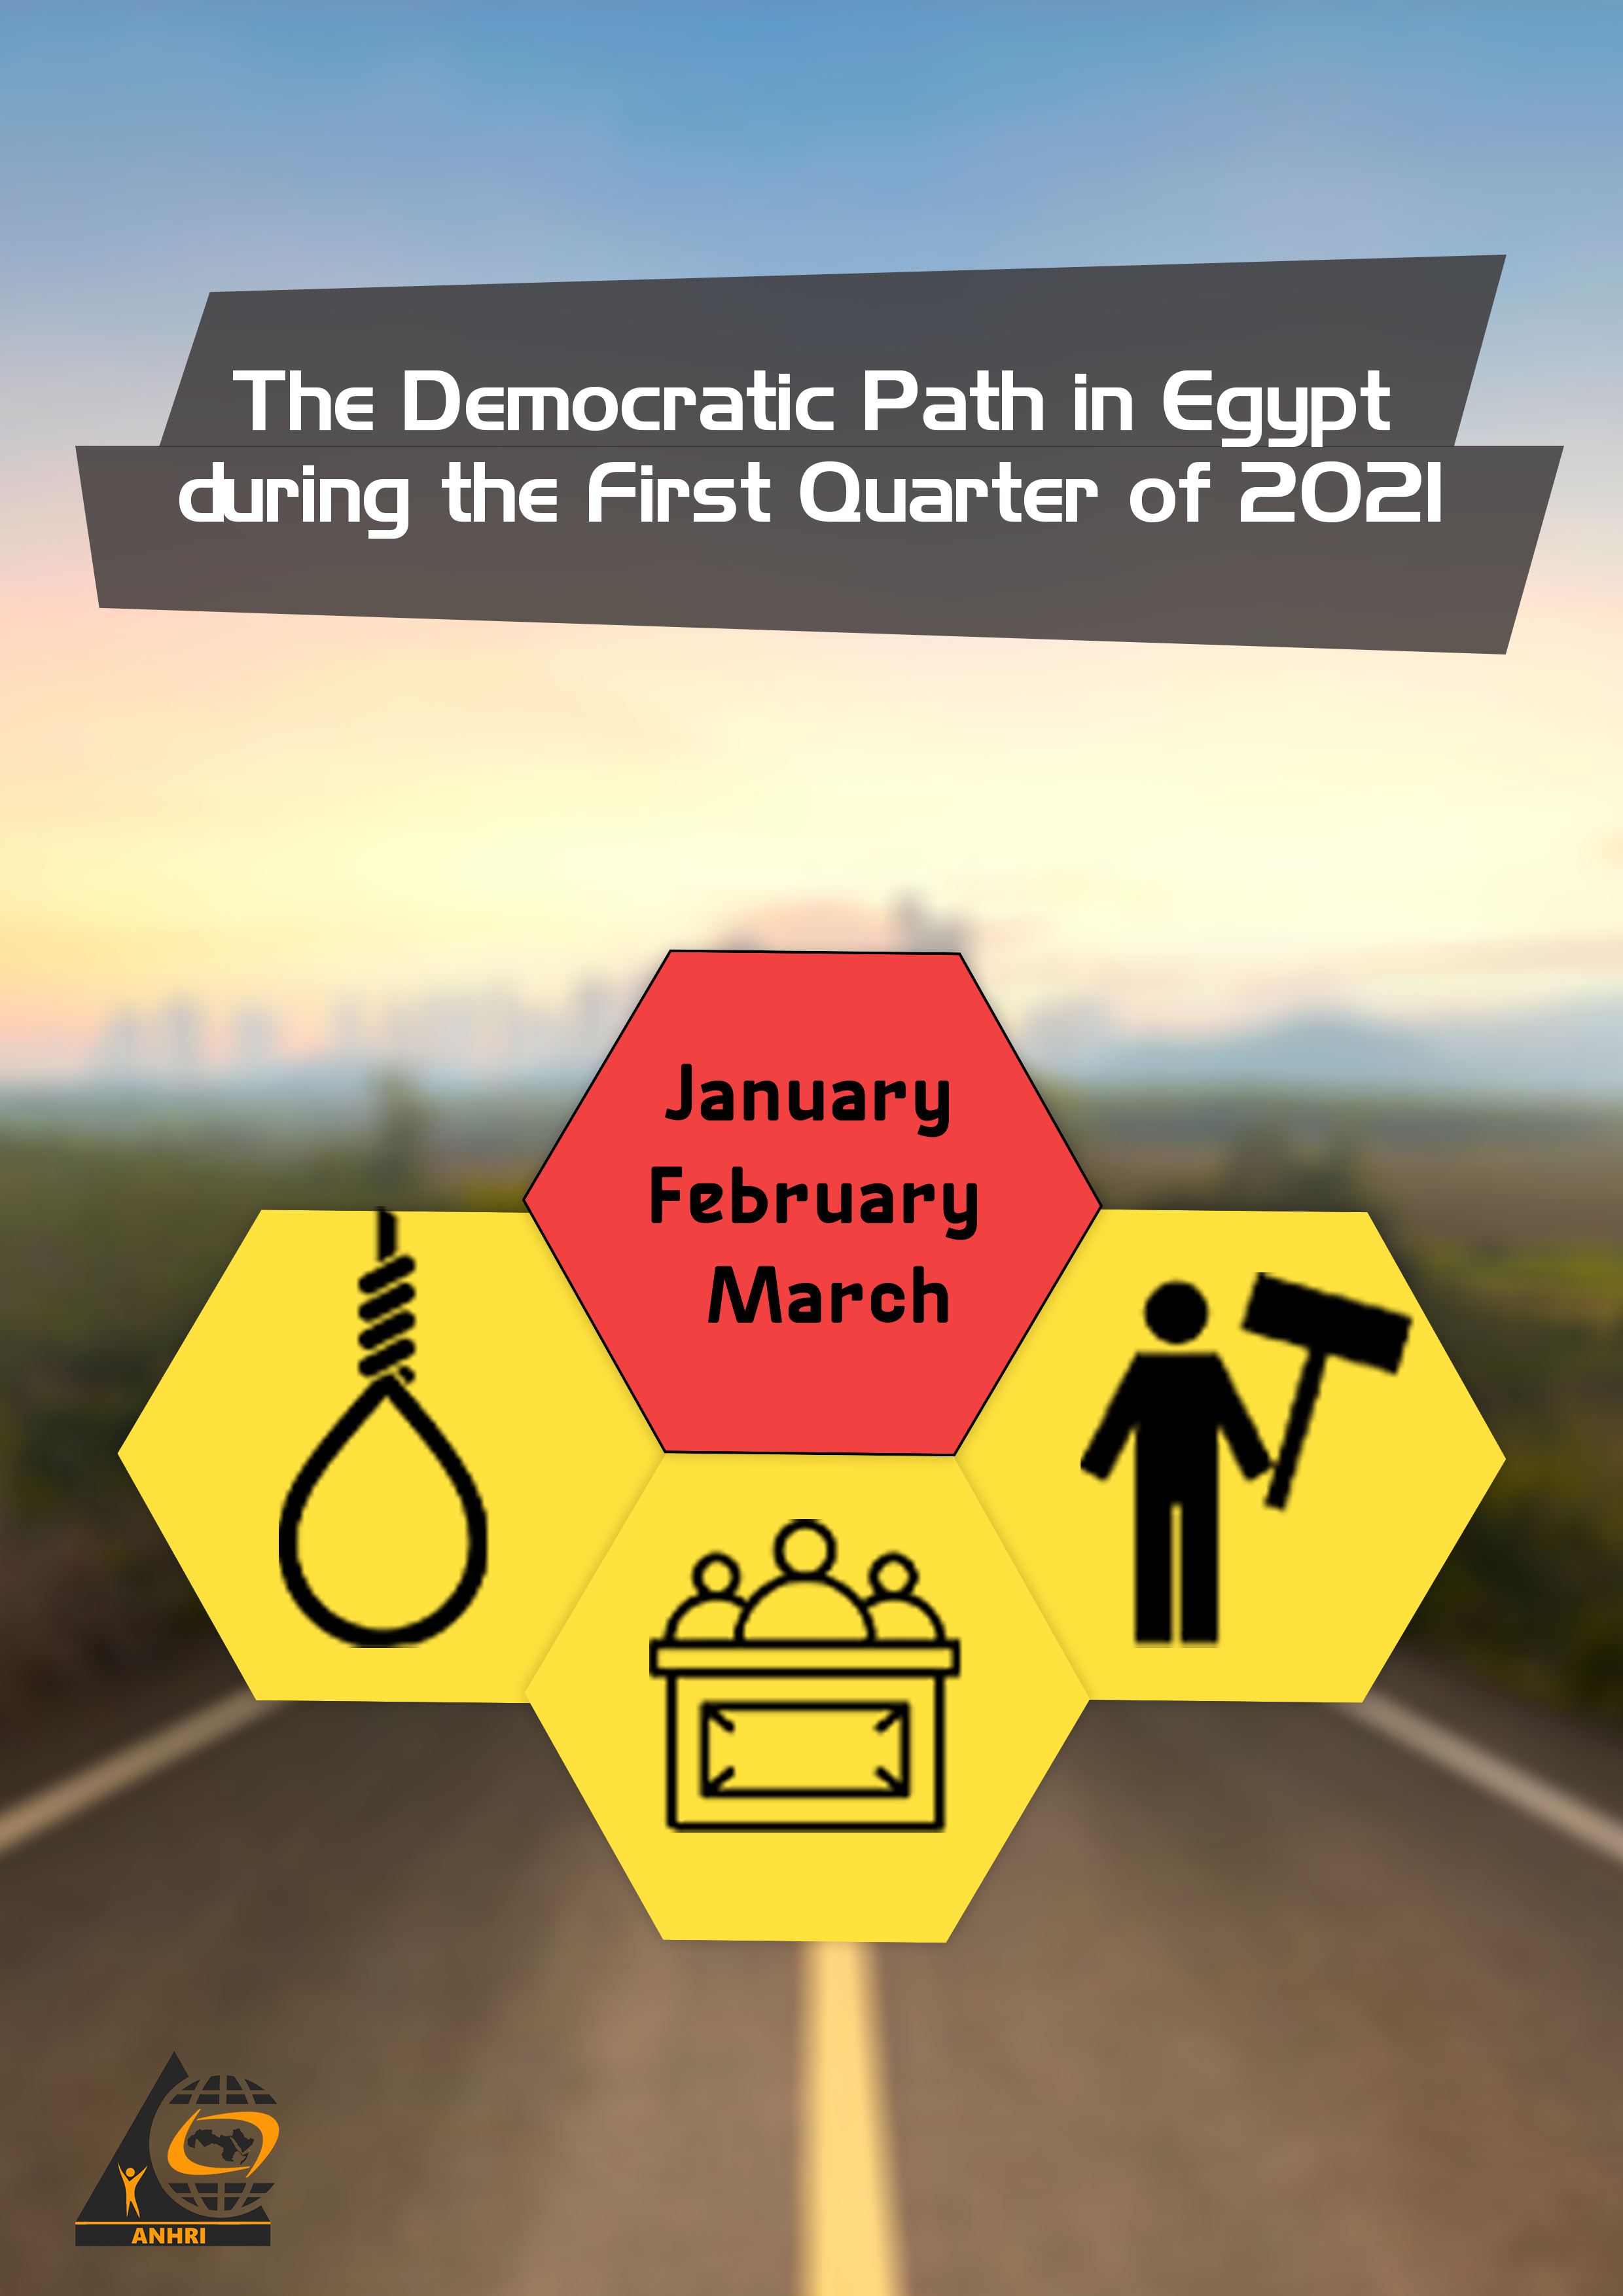 The Democratic Path in Egypt
during the First Quarter of 2021
January
February
March
ANHRI